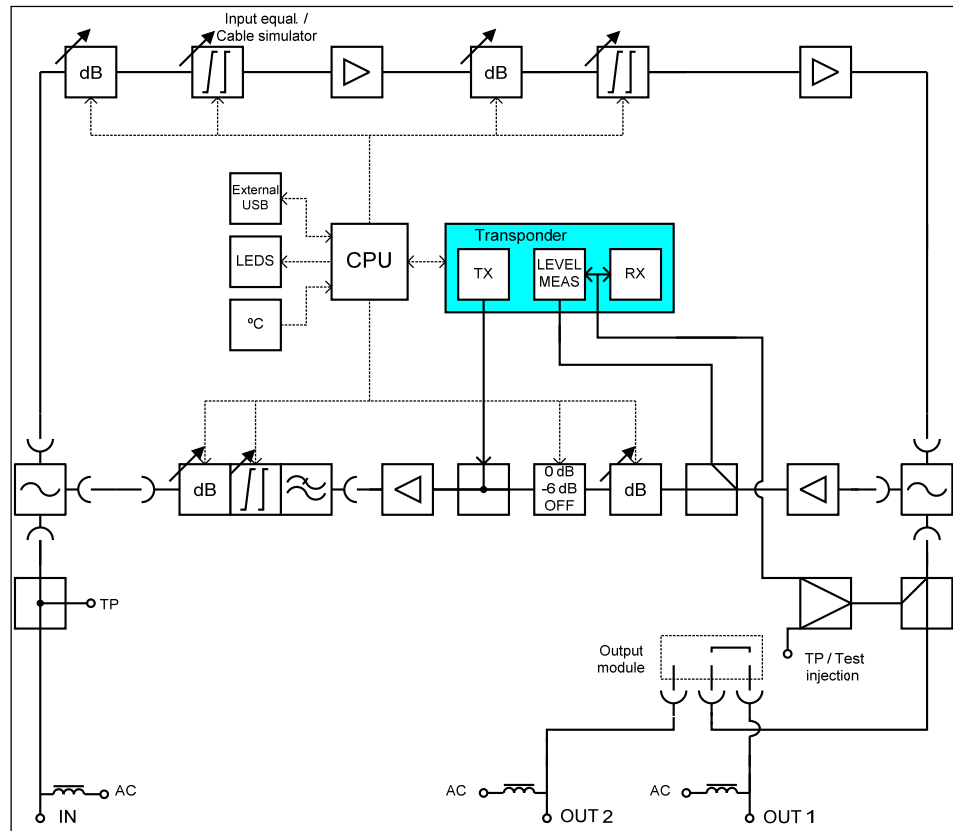 Input equal. /
Cable simulator
dB
dB
External
USB
LEDS
ºC
CPU
Transponder
TX
LEVEL
MEAS
RX
dB
0 dB
-6 dB
OFF
dB
TP
TP / Test
injection
Output
module
AC
IN
AC
OUT 2
AC
OUT 1